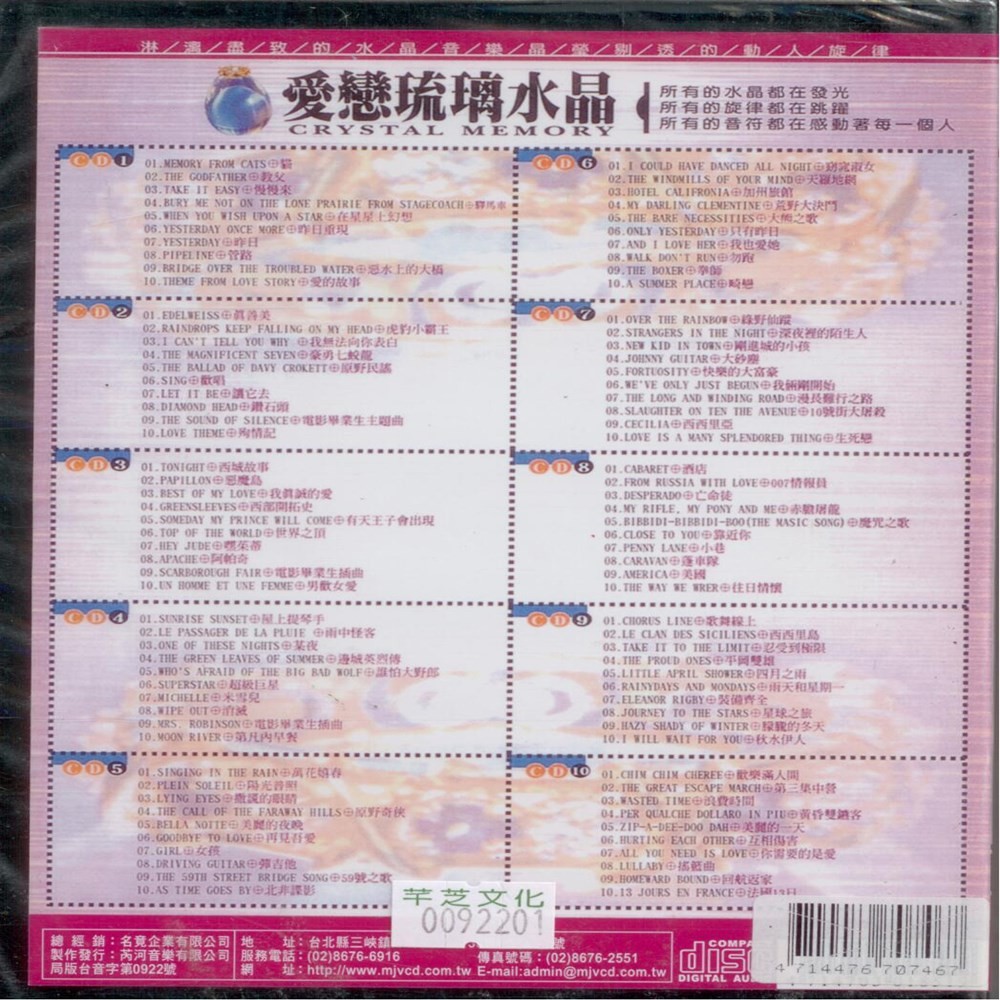 淋/漓/盡/致/的/水/晶/音/樂/晶/瑩/剔/透/的/動/人/旋/律
愛戀琉璃水晶
CRYSTAL MEMORY
所有的水晶都在發光
所有的旋律都在跳躍
所有的音符都在感動著每一個人
CD1
01.MEMORY FROM CATS⊕貓
02.THE GODFATHER⊕教父
03.TAKE IT EASY⊕慢慢來
04.BURY ME NOT ON THE LONE PRAIRIE FROM STAGECOACH⊕驛馬車
05.WHEN YOU WISH UPON A STAR⊕在星星上幻想
06.YESTERDAY ONCE MORE⊕昨日重現
07.YESTERDAY⊕昨日
08.PIPELINE⊕管路
09.BRIDGE OVER THE TROUBLED WATER⊕惡水上的大橋
10.THEME FROM LOVE STORY⊕愛的故事
CD2
01.EDELWEISS⊕眞善美
02.RAINDROPS KEEP FALLING ON MY HEAD⊕虎豹小霸王
03.I CAN'T TELL YOU WHY ⊕我無法向你表白
04.THE MAGNIFICENT SEVEN⊕豪勇七蛟龍
05.THE BALLAD OF DAVY CROKETT⊕原野民謠
06.SING⊕歡唱
07.LET IT BE⊕讓它去
08.DIAMOND HEAD⊕鑽石頭
09.THE SOUND OF SILENCE⊕電影畢業生主題曲
10.LOVE THEME⊕殉情記
CD3
01.TONIGHT⊕西城故事
02.PAPILLON⊕惡魔島
03.BEST OF MY LOVE⊕我眞誠的愛
04.GREENSLEEVES⊕西部開拓史
05.SOMEDAY MY PRINCE WILL COME⊕有天王子會出現
06.TOP OF THE WORLD⊕世界之頂
07.HEY JUDE⊕嘿茱蒂
08.APACHE⊕阿帕奇
09.SCARBOROUGH FAIR⊕電影畢業生插曲
10.UN HOMME ET UNE FEMME⊕男歡女愛
CD4
01.SUNRISE SUNSET⊕屋上提琴手
02.LE PASSAGER DE LA PLUIE ⊕雨中怪客
03.ONE OF THESE NIGHTS⊕某夜
04.THE GREEN LEAVES OF SUMMER⊕邊城英烈傳
05.WHO'S AFRAID OF THE BIG BAD WOLF⊕誰怕大野郎
06.SUPERSTAR⊕超級巨星
07.MICHELLE⊕米雪兒
08.WIPE OUT⊕消滅
09.MRS. ROBINSON⊕電影畢業生插曲
10.MOON RIVER⊕第凡內早餐
CD5
01.SINGING IN THE RAIN⊕萬花嬉春
02.PLEIN SOLEIL⊕陽光普照
03.LYING EYES⊕撒謊的眼睛
04.THE CALL OF THE FARAWAY HILLS⊕原野奇俠
05.BELLA NOTTE⊕美麗的夜晚
06.GOODBYE TO LOVE⊕再見吾愛
07.GIRL⊕女孩
08.DRIVING GUITAR⊕彈吉他
09.THE 59TH STREET BRIDGE SONG⊕59號之歌
10.AS TIME GOES BY⊕北非諜影
CD6
01.I COULD HAVE DANCED ALL NIGHT⊕窈窕淑女
02.THE WINDMILLS OF YOUR MIND⊕天羅地網
03.HOTEL CALIFRONIA⊕加州旅館
04.MY DARLING CLEMENTINE⊕荒野大決鬥
05.THE BARE NECESSITIES⊕大熊之歌
06.ONLY YESTERDAY⊕只有昨日
07.AND I LOVE HER⊕我也愛她
08.WALK DON'T RUN⊕勿跑
09.THE BOXER⊕拳師
10.A SUMMER PLACE⊕畸戀
CD7
01.OVER THE RAINBOW⊕綠野仙蹤
02.STRANGERS IN THE NIGHT⊕深夜裡的陌生人
03.NEW KID IN TOWN⊕剛進城的小孩
04.JOHNNY GUITAR⊕大砂塵
05.FORTUOSITY⊕快樂的大富豪
06.WE'VE ONLY JUST BEGUN⊕我倆剛開始
07.THE LONG AND WINDING ROAD⊕漫長難行之路
08.SLAUGHTER ON TEN THE AVENUE⊕10號街大屠殺
09.CECILIA⊕西西里亞
10.LOVE IS A MANY SPLENDORED THING⊕生死戀
CD8
01.CABARET⊕酒店
02.FROM RUSSIA WITH LOVE⊕007情報員
03.DESPERADO⊕亡命徒
04.MY RIFLE, MY PONY AND ME⊕赤膽屠龍
05.BIBBIDI-BIBBIDI-BOO(THE MASIC SONG)⊕魔咒之歌
06.CLOSE TO YOU⊕靠近你
07.PENNY LANE⊕小巷
08.CARAVAN⊕蓬車隊
09.AMERICA⊕美國
10.THE WAY WE WRER⊕往日情懷
CD9
01.CHORUS LINE⊕歌舞線上
02.LE CLAN DES SICILIENS⊕西西里島
03.TAKE IT TO THE LIMIT⊕忍受到極限
04.THE PROUD ONES⊕平岡雙雄
05.LITTLE APRIL SHOWER⊕四月之雨
06.RAINYDAYS AND MONDAYS⊕雨天和星期一
07.ELEANOR RIGBY⊕裝備齊全
08.JOURNEY TO THE STARS⊕星球之旅
09.HAZY SHADY OF WINTER⊕朦朧的冬天
10.I WILL WAIT FOR YOU⊕秋水伊人
CD10
01.CHIM CHIM CHEREE⊕歡樂滿人間
02.THE GREAT ESCAPE MARCH⊕第三集中營
03.WASTED TIME⊕浪費時間
04.PER QUALCHE DOLLARO IN PIU⊕黃昏雙鑣客
05.ZIP-A-DEE-DOO DAH⊕美麗的一天
06.HURTING EACH OTHER⊕互相傷害
07.ALL YOU NEED IS LOVE⊕你需要的是愛
08.LULLABY⊕搖籃曲
09.HOMEWARD BOUND⊕回航返家
10.13 JOURS EN FRANCE⊕法國13日
芊芝文化
0092201
總經銷：名竟企業有限公司
製作發行：芮河音樂有限公司
局版台音字第0922號
地 址：台北縣三峽鎮 號
服務電話：(02)8676-6916 傳真號碼：(02)8676-2551
網 址：http://www.mjvcd.com.tw E-mail:admin@mjvcd.com.tw
COMPA
disc
DIGITAL AUD
4 714476 707467